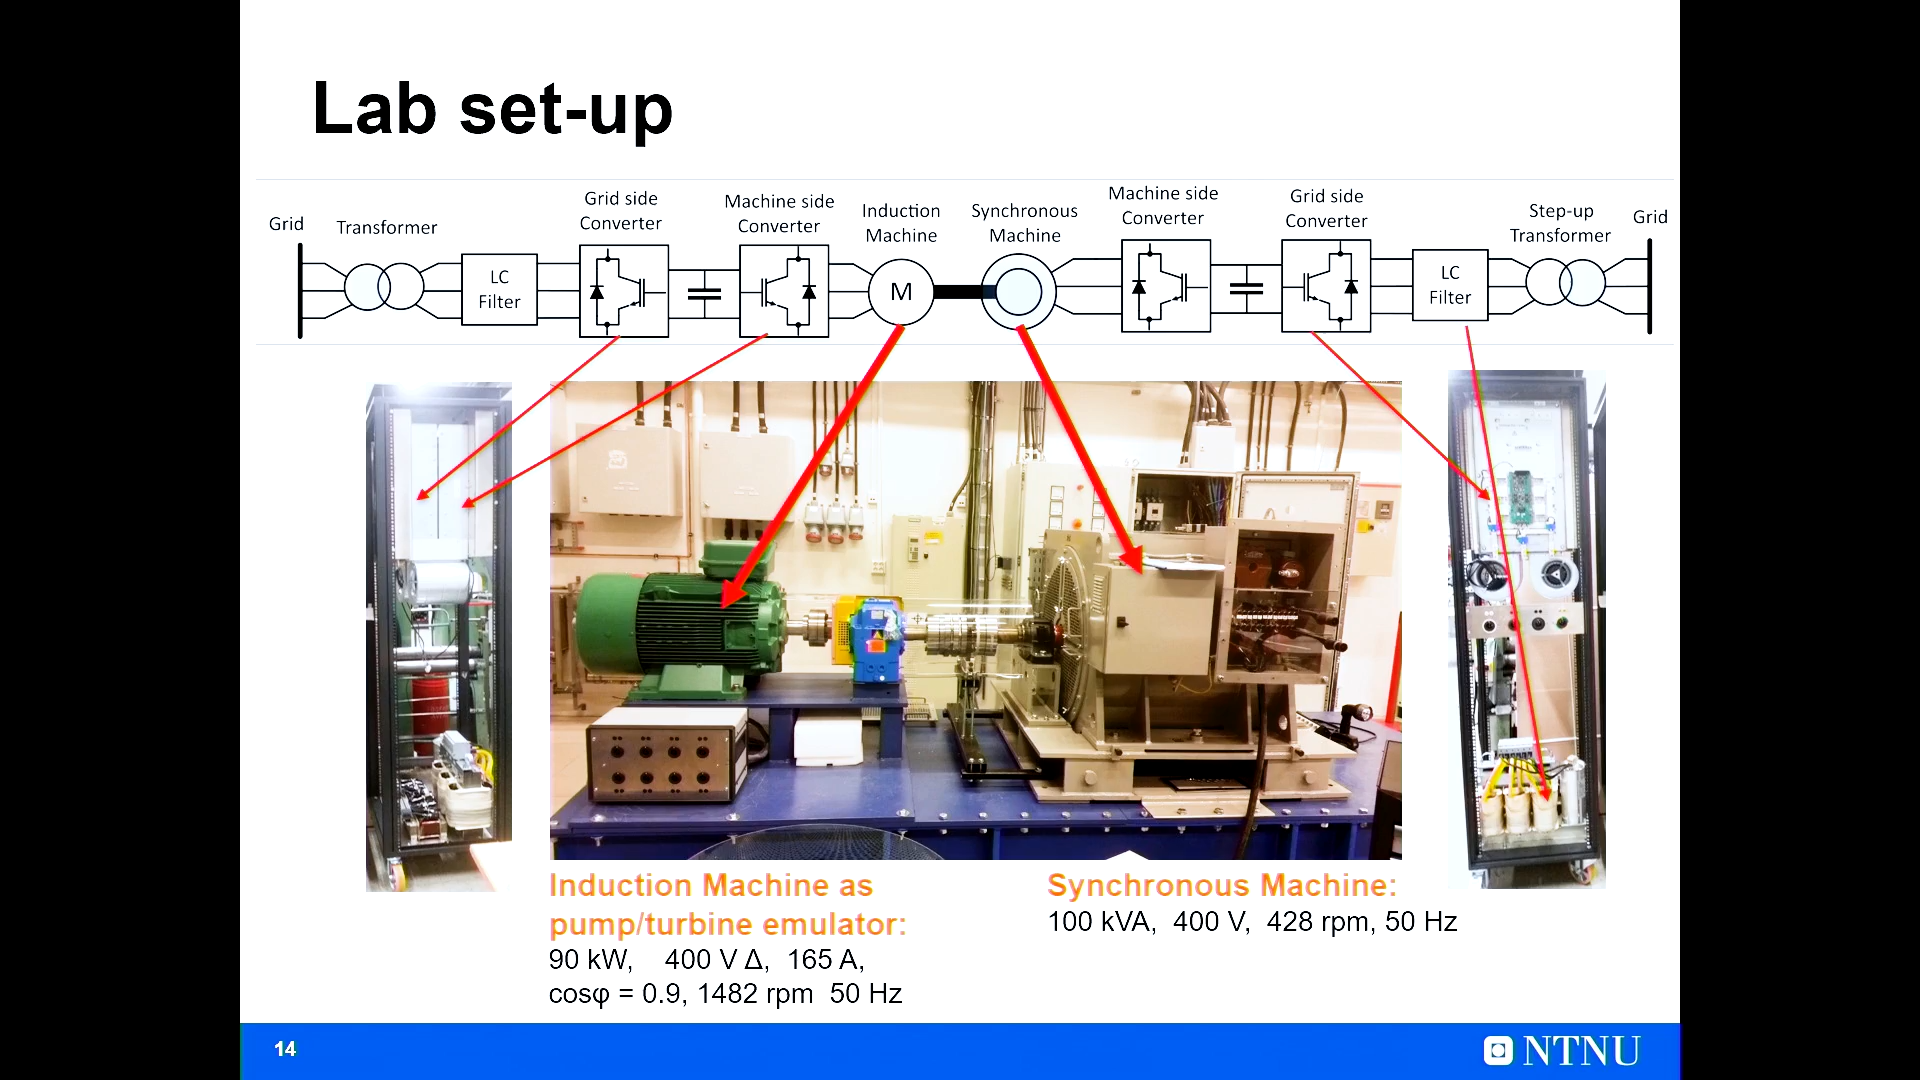 Lab set-up
Grid
Transformer
LC
Filter
Grid side
Converter
Machine side
Converter
Induction
Machine
M
Synchronous
Machine
Machine side
Converter
Grid side
Converter
LC
Filter
Step-up
Transformer
Grid
Induction Machine as
pump/turbine emulator:
90 kW, 400 V Δ, 165 A,
cosφ = 0.9, 1482 rpm 50 Hz
Synchronous Machine:
100 kVA, 400 V, 428 rpm, 50 Hz
14
NTNU